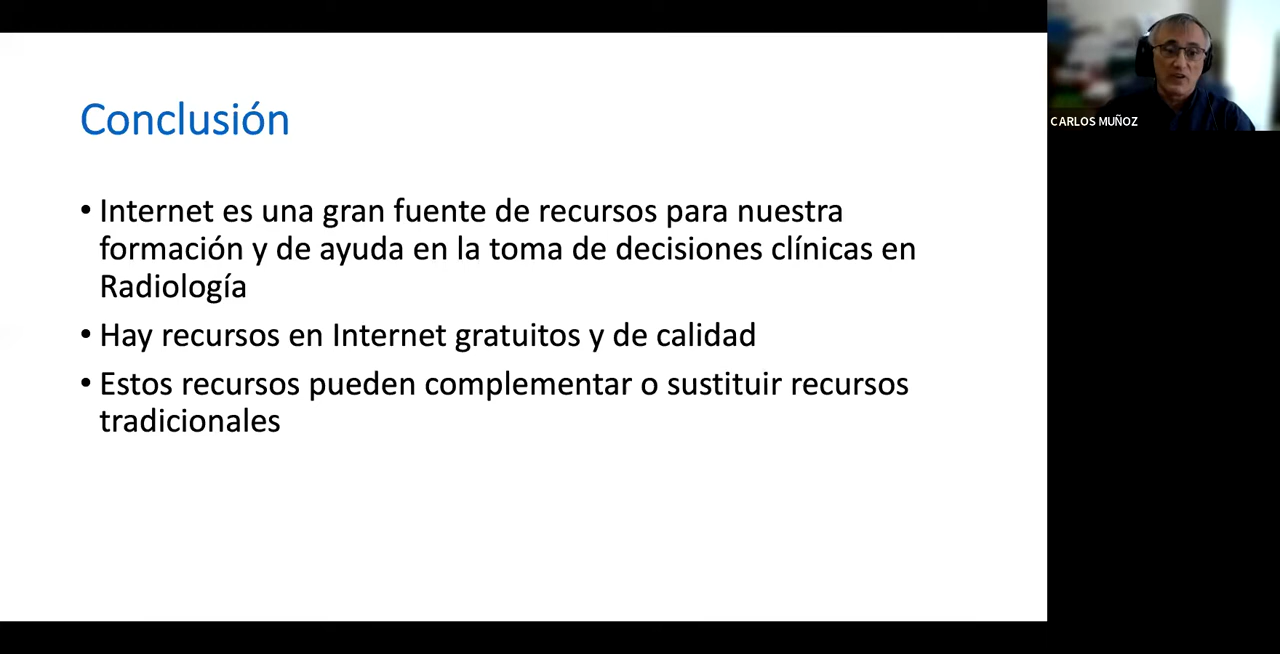 Conclusión
• Internet es una gran fuente de recursos para nuestra
formación y de ayuda en la toma de decisiones clínicas en
Radiología
• Hay recursos en Internet gratuitos y de calidad
• Estos recursos pueden complementar o sustituir recursos
tradicionales
CARLOS MUÑOZ